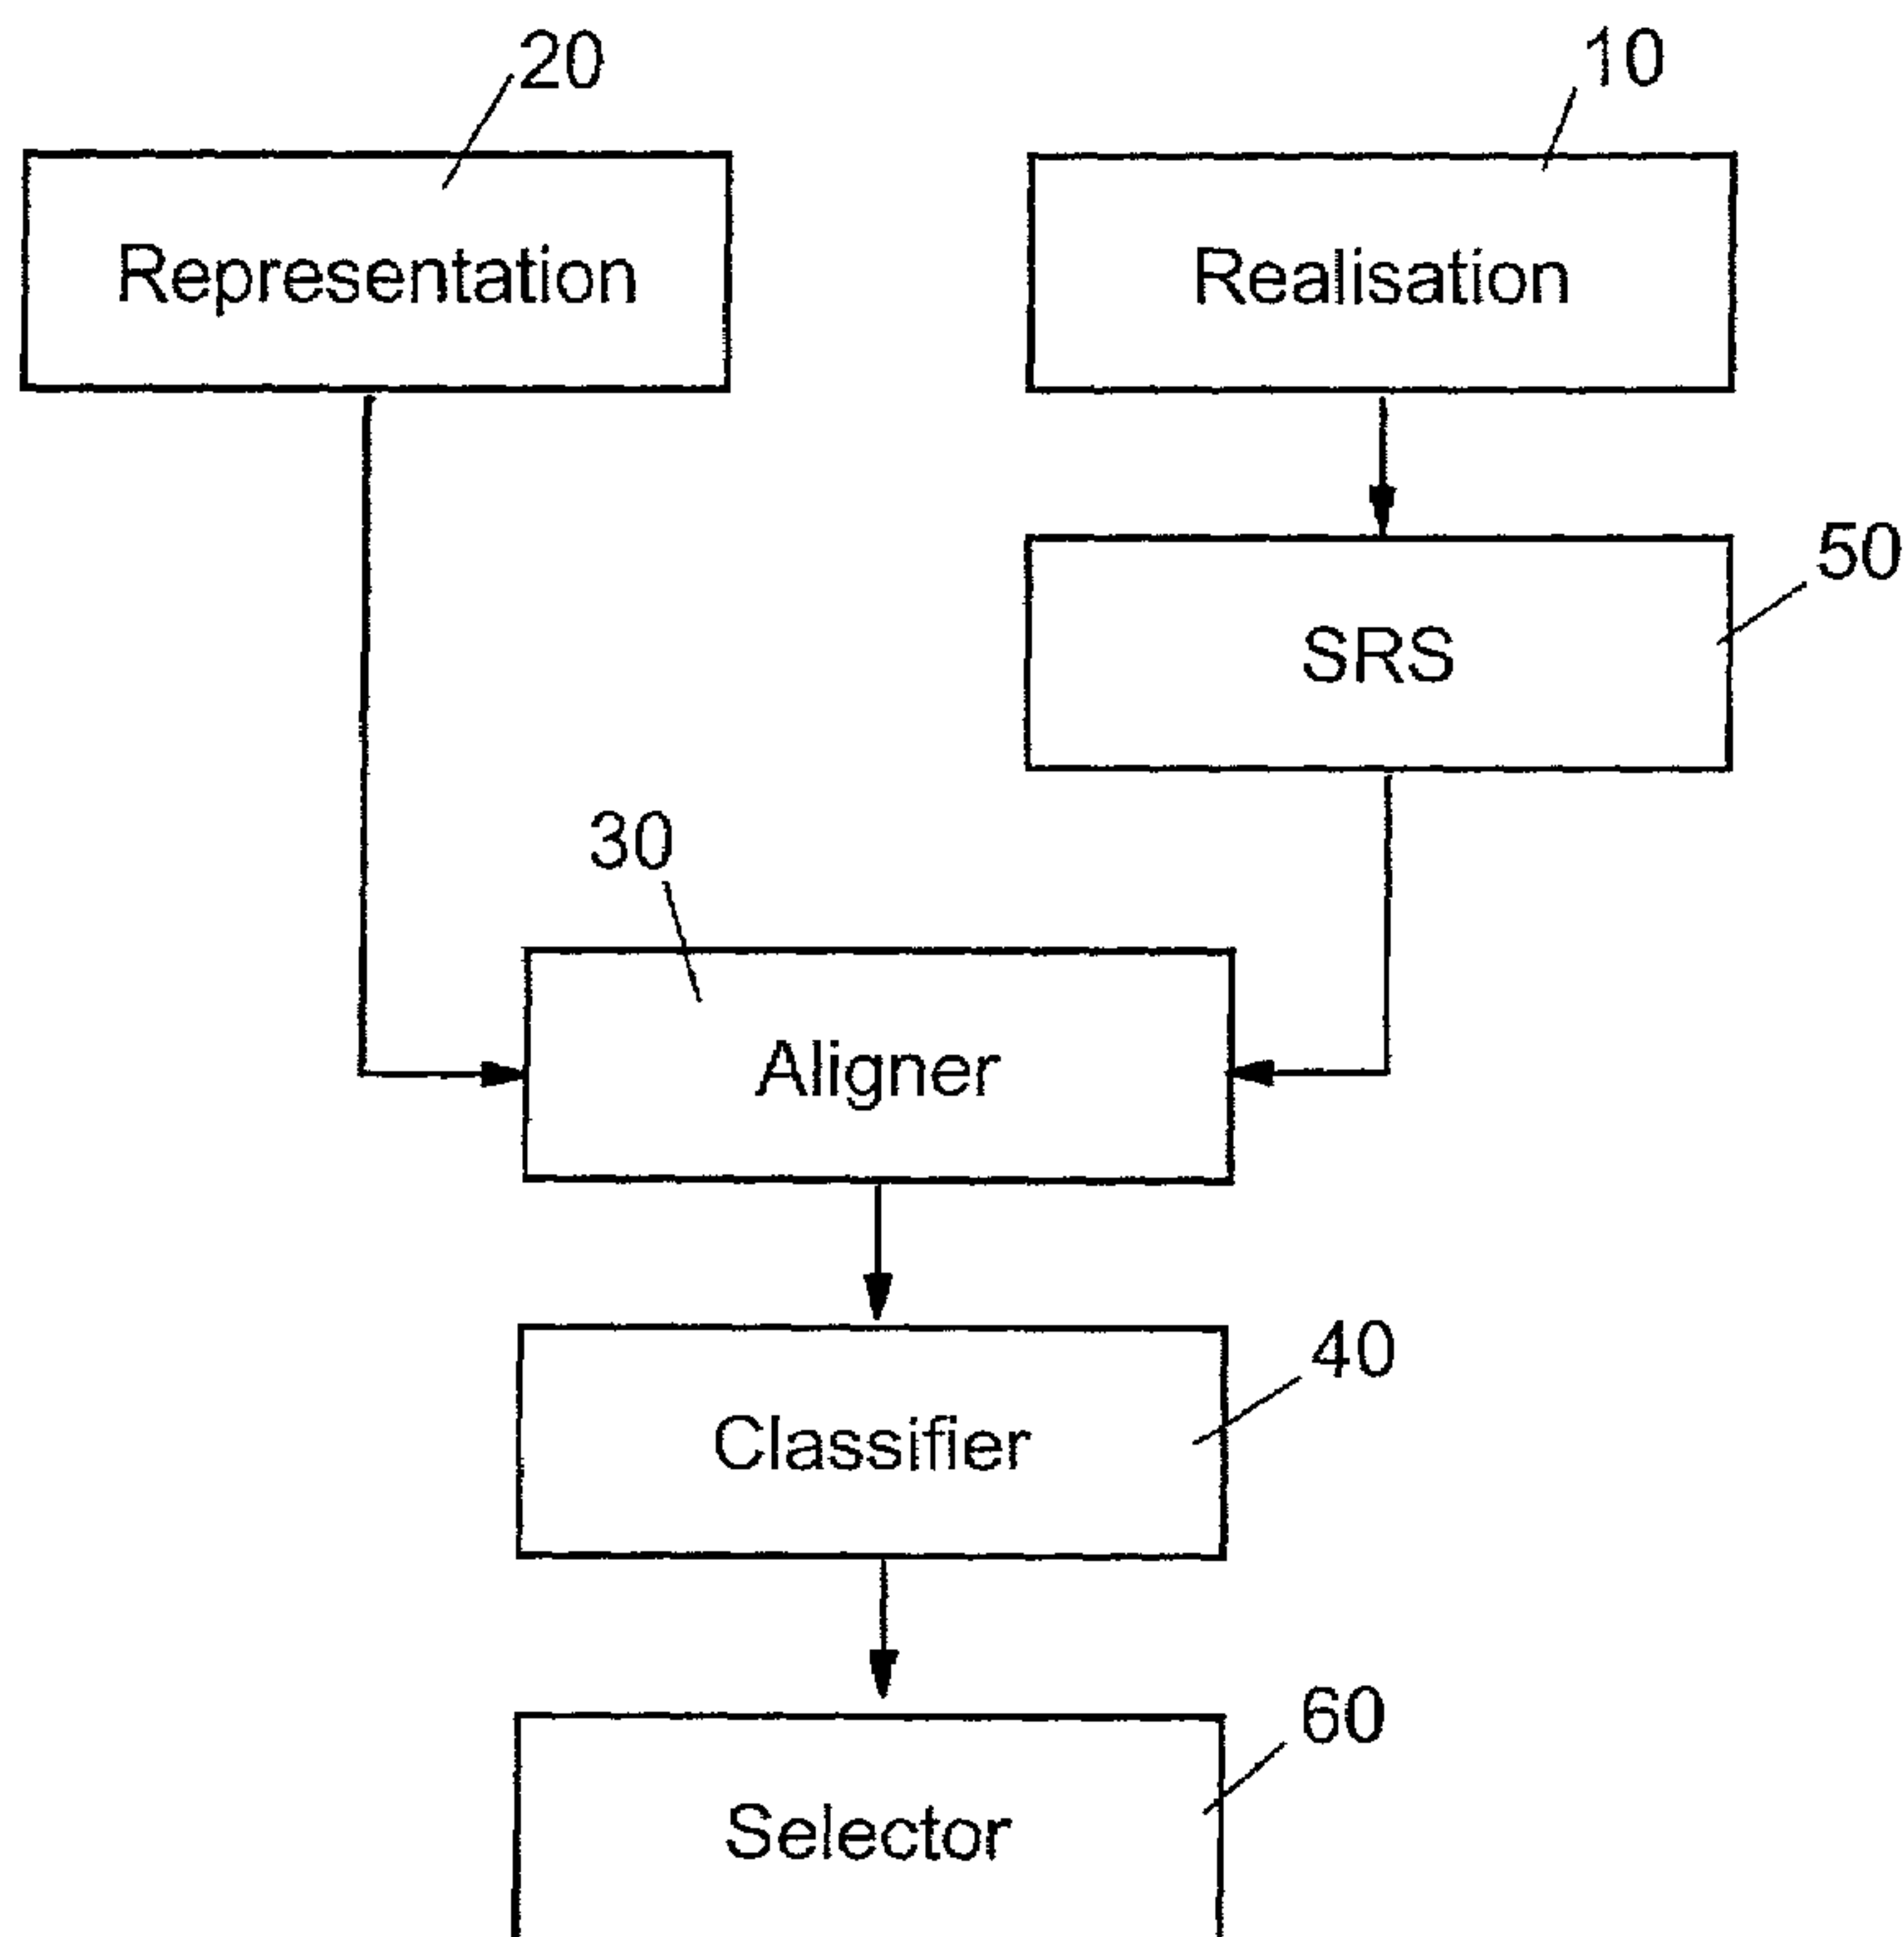 20
10
Representation
Realisation
50
SRS
30
Aligner
40
Classifier
60
Selector